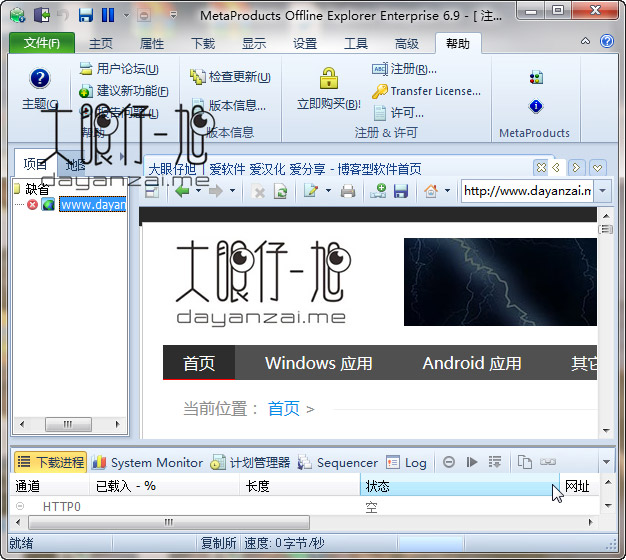 MetaProducts Offline Explorer Enterprise 6.9 - [ 注...
文件(F) 主页 属性 下载 显示 设置 工具 高级 帮助
主题(
用户论坛(U)
建议新功能(F)
报告问题(L)
帮助
检查更新(U)
版本信息...
版本信息
立即购买(B)!
注册(R)...
Transfer License...
许可...
注册 & 许可
MetaProducts
大眼仔~旭
dayanzai.me
项目 地图
大眼仔旭 | 爱软件 爱汉化 爱分享 - 博客型软件首页
缺省
www.dayan
http://www.dayanzai.m
大眼仔~旭
dayanzai.me
首页 Windows 应用 Android 应用 其它
当前位置： 首页 >
下载进程 System Monitor 计划管理器 Sequencer Log
通道 已载入 - % 长度 状态 网址
HTTP0 空
就绪 复制所 速度: 0 字节/秒